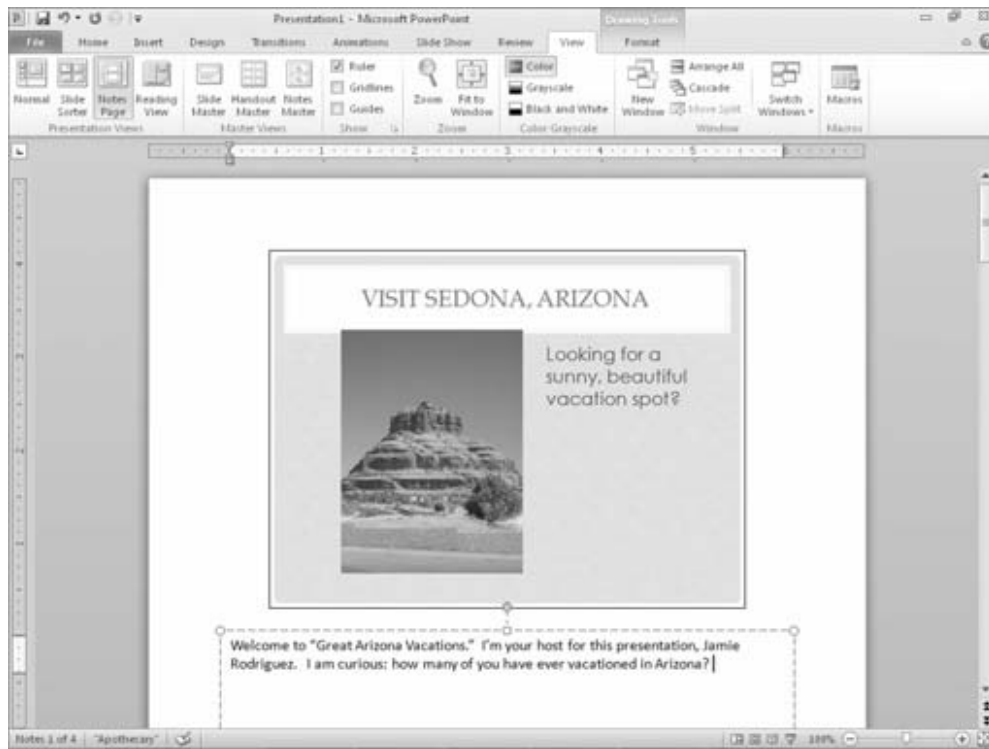 Presentation1 - Microsoft PowerPoint
Drawing Tools
File Home Insert Design Transitions Animations Slide Show Review View Format
Normal Slide Sorter Notes Page Reading View
Slide Master Handout Master Notes Master
Ruler
Gridlines
Guides
Zoom Fit to Window
Color
Grayscale
Black and White
New Window
Arrange All
Cascade
Move Split
Switch Windows
Macros
Presentation Views Master Views Show Zoom Color/Grayscale Window Macros
1 2 3 4 5
VISIT SEDONA, ARIZONA
Looking for a
sunny, beautiful
vacation spot?
Welcome to "Great Arizona Vacations." I'm your host for this presentation, Jamie
Rodriguez. I am curious: how many of you have ever vacationed in Arizona?
Notes 1 of 4 "Apothecary" 100%